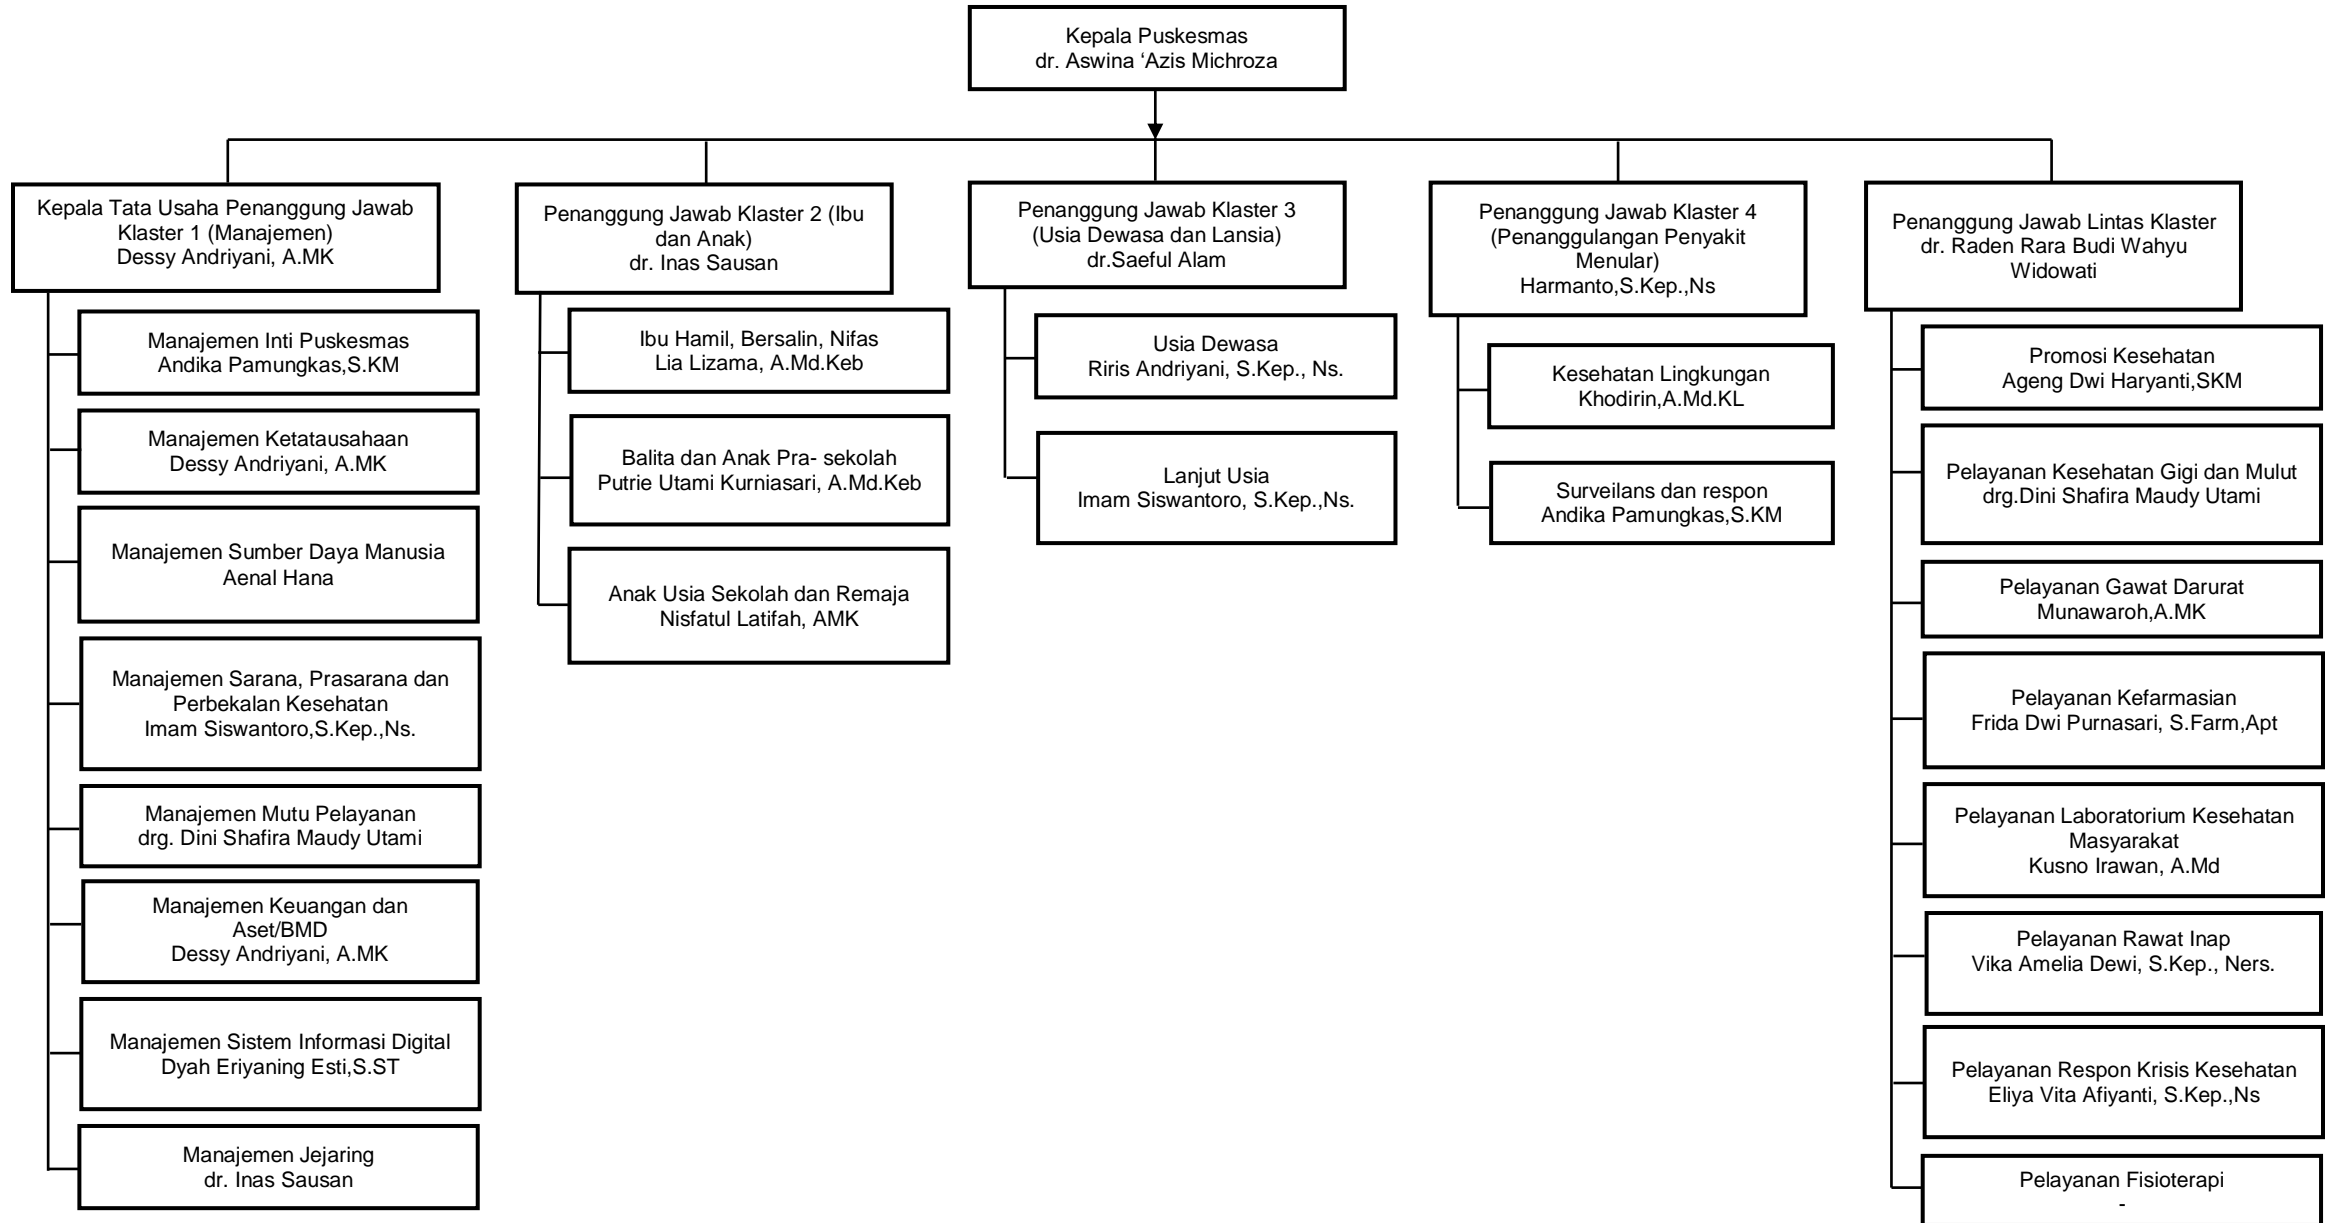 Kepala Puskesmas
dr. Aswina ‘Azis Michroza
Kepala Tata Usaha Penanggung Jawab
Klaster 1 (Manajemen)
Dessy Andriyani, A.MK
Manajemen Inti Puskesmas
Andika Pamungkas,S.KM
Manajemen Ketatausahaan
Dessy Andriyani, A.MK
Manajemen Sumber Daya Manusia
Aenal Hana
Manajemen Sarana, Prasarana dan
Perbekalan Kesehatan
Imam Siswantoro,S.Kep.,Ns.
Manajemen Mutu Pelayanan
drg. Dini Shafira Maudy Utami
Manajemen Keuangan dan
Aset/BMD
Dessy Andriyani, A.MK
Manajemen Sistem Informasi Digital
Dyah Eriyaning Esti,S.ST
Manajemen Jejaring
dr. Inas Sausan
Penanggung Jawab Klaster 2 (Ibu
dan Anak)
dr. Inas Sausan
Ibu Hamil, Bersalin, Nifas
Lia Lizama, A.Md.Keb
Balita dan Anak Pra- sekolah
Putrie Utami Kurniasari, A.Md.Keb
Anak Usia Sekolah dan Remaja
Nisfatul Latifah, AMK
Penanggung Jawab Klaster 3
(Usia Dewasa dan Lansia)
dr.Saeful Alam
Usia Dewasa
Riris Andriyani, S.Kep., Ns.
Lanjut Usia
Imam Siswantoro, S.Kep.,Ns.
Penanggung Jawab Klaster 4
(Penanggulangan Penyakit
Menular)
Harmanto,S.Kep.,Ns
Kesehatan Lingkungan
Khodirin,A.Md.KL
Surveilans dan respon
Andika Pamungkas,S.KM
Penanggung Jawab Lintas Klaster
dr. Raden Rara Budi Wahyu
Widowati
Promosi Kesehatan
Ageng Dwi Haryanti,SKM
Pelayanan Kesehatan Gigi dan Mulut
drg.Dini Shafira Maudy Utami
Pelayanan Gawat Darurat
Munawaroh,A.MK
Pelayanan Kefarmasian
Frida Dwi Purnasari, S.Farm,Apt
Pelayanan Laboratorium Kesehatan
Masyarakat
Kusno Irawan, A.Md
Pelayanan Rawat Inap
Vika Amelia Dewi, S.Kep., Ners.
Pelayanan Respon Krisis Kesehatan
Eliya Vita Afiyanti, S.Kep.,Ns
Pelayanan Fisioterapi
-